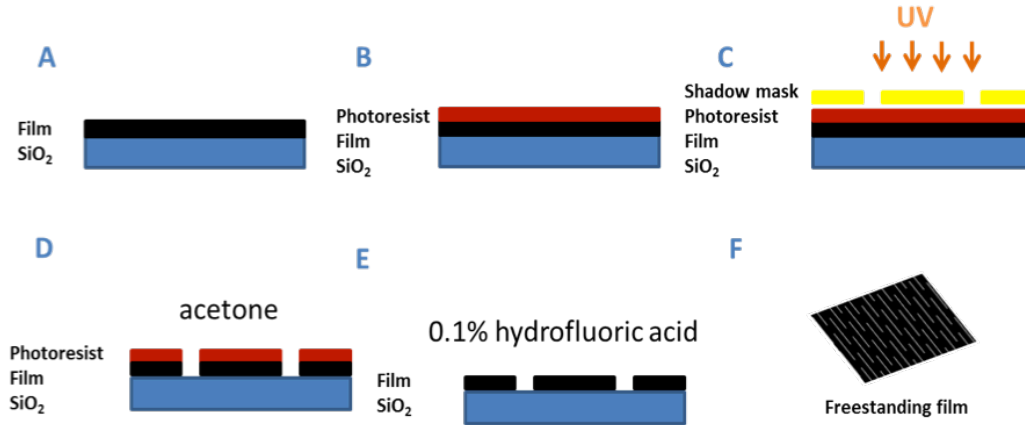 A
Film
SiO₂
B
Photoresist
Film
SiO₂
C
UV
Shadow mask
Photoresist
Film
SiO₂
D
acetone
Photoresist
Film
SiO₂
E
0.1% hydrofluoric acid
Film
SiO₂
F
Freestanding film